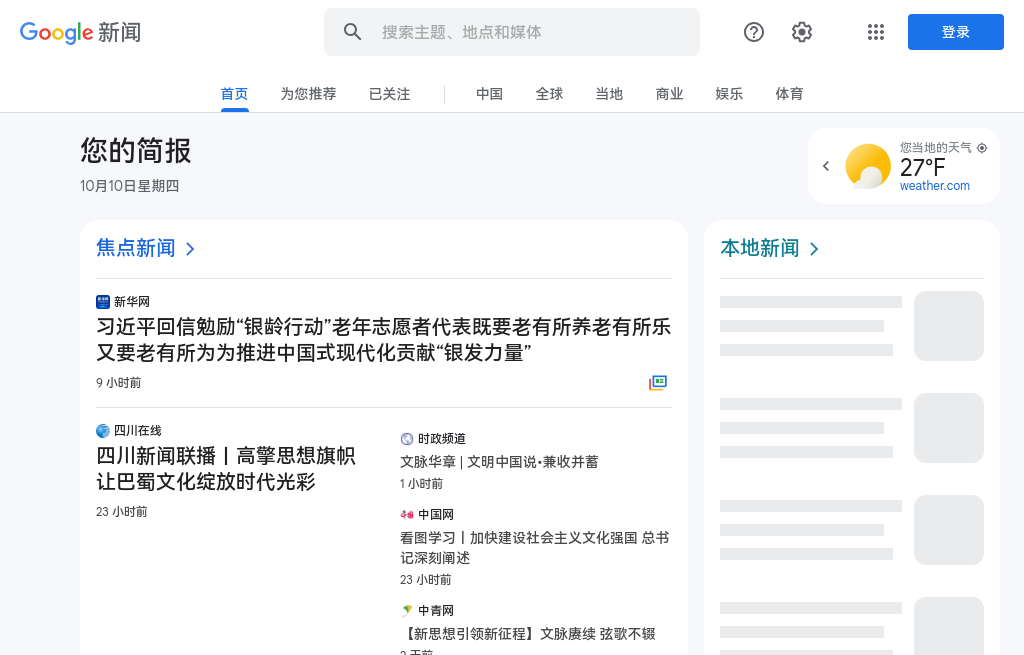 Google 新闻
搜索主题、地点和媒体
登录
首页
为您推荐
已关注
中国
全球
当地
商业
娱乐
体育
您的简报
10月10日星期四
您当地的天气
27°F
weather.com
焦点新闻
新华网
习近平回信勉励“银龄行动”老年志愿者代表既要老有所养老有所乐
又要老有所为为推进中国式现代化贡献“银发力量”
9 小时前
四川在线
四川新闻联播丨高擎思想旗帜
让巴蜀文化绽放时代光彩
23 小时前
时政频道
文脉华章 | 文明中国说•兼收并蓄
1 小时前
中国网
看图学习丨加快建设社会主义文化强国 总书
记深刻阐述
23 小时前
中青网
【新思想引领新征程】文脉赓续 弦歌不辍
2 天前
本地新闻